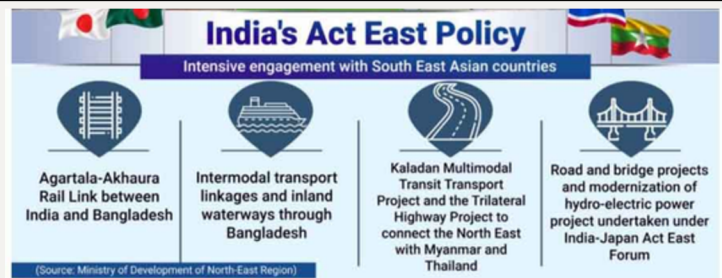 India's Act East Policy
Intensive engagement with South East Asian countries
Agartala-Akhaura
Rail Link between
India and Bangladesh
Intermodal transport
linkages and inland
waterways through
Bangladesh
Kaladan Multimodal
Transit Transport
Project and the Trilateral
Highway Project to
connect the North East
with Myanmar and
Thailand
Road and bridge projects
and modernization of
hydro-electric power
project undertaken under
India-Japan Act East
Forum
(Source: Ministry of Development of North-East Region)